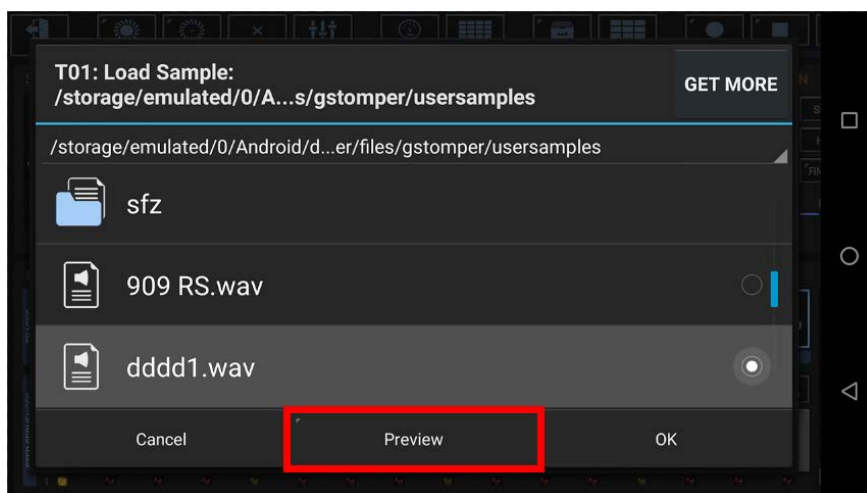 T01: Load Sample:
/storage/emulated/0/A...s/gstomper/usersamples
GET MORE
/storage/emulated/0/Android/d...er/files/gstomper/usersamples
sfz
909 RS.wav
dddd1.wav
Cancel
Preview
OK